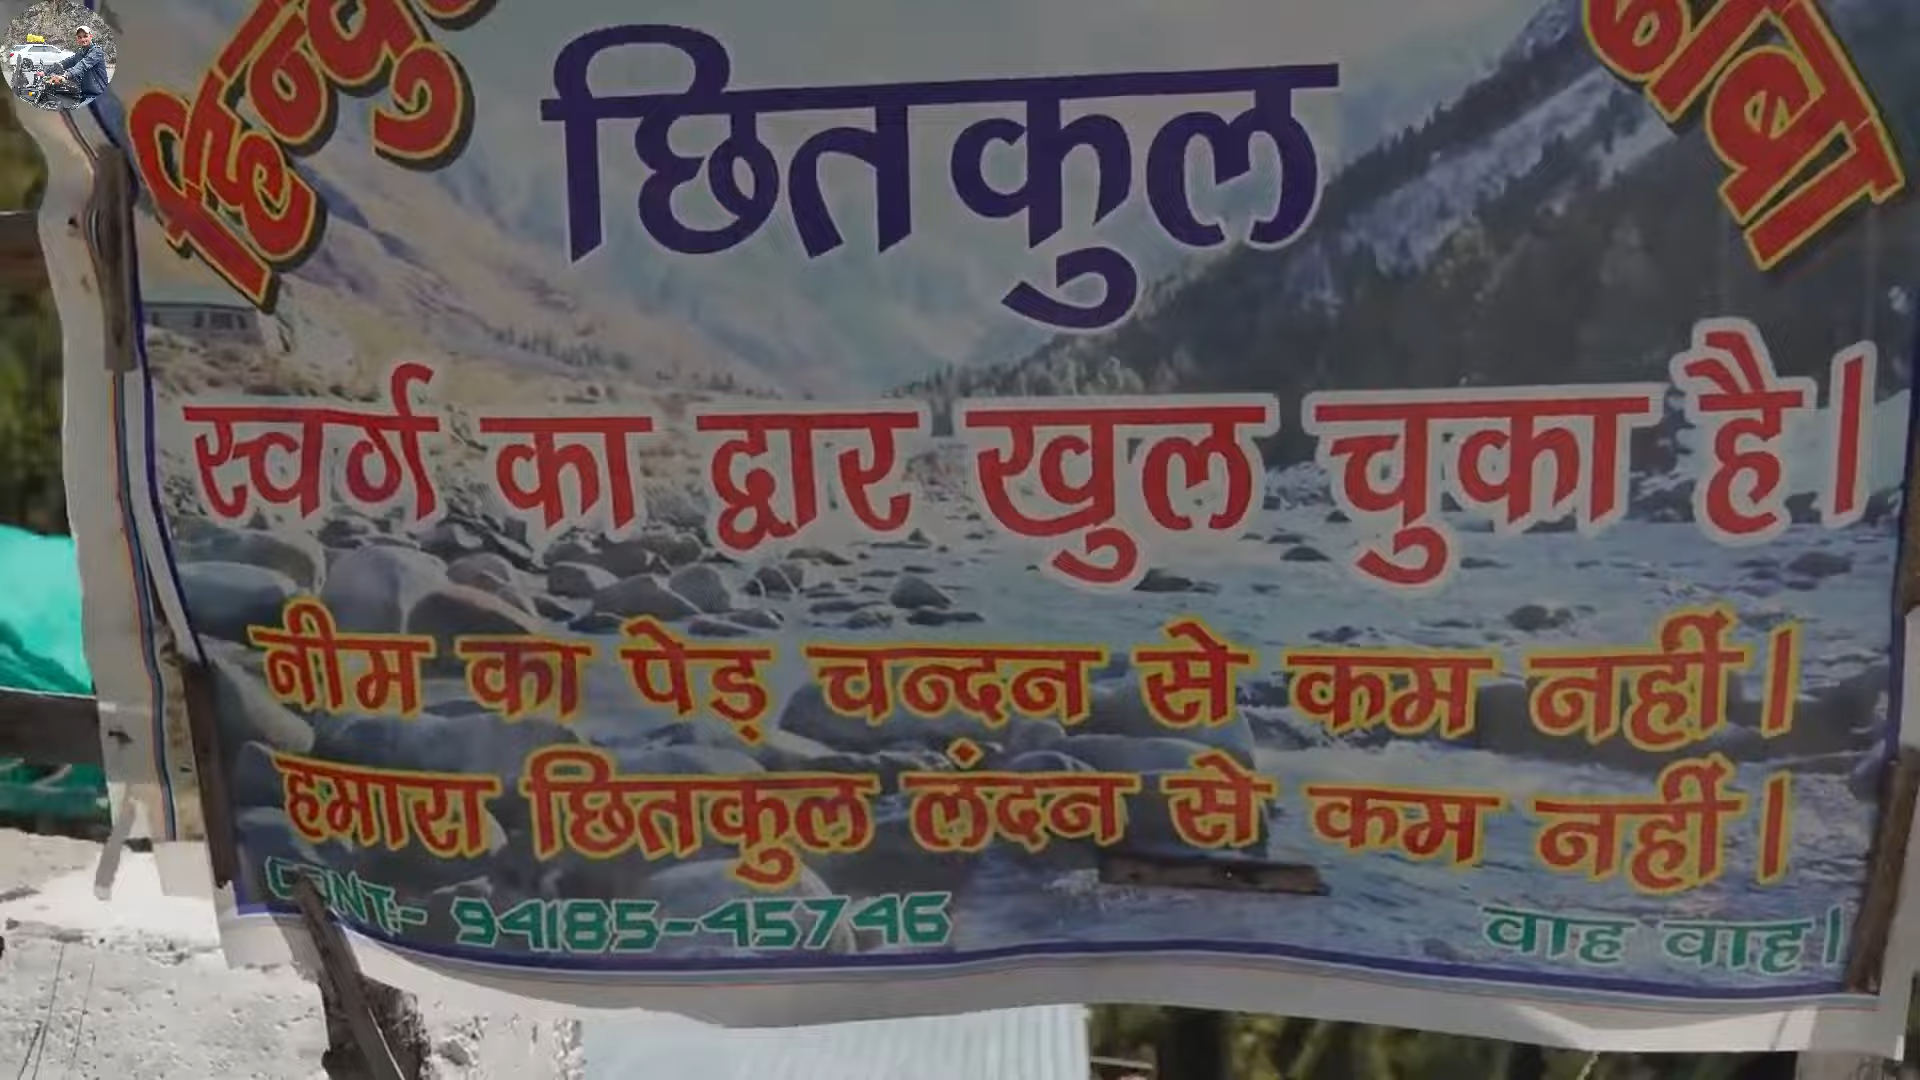 छितकुल
स्वर्ग का द्वार खुल चुका है।
नीम का पेड़ चन्दन से कम नहीं।
हमारा छितकुल लंदन से कम नहीं।
CONT:- 94185-45746
वाह वाह।